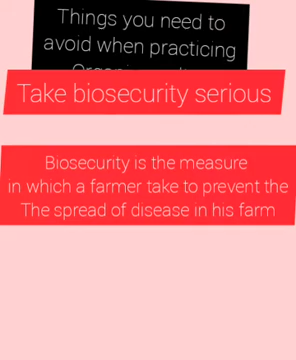 Things you need to
avoid when practicing
Take biosecurity serious
Biosecurity is the measure
in which a farmer take to prevent the
The spread of disease in his farm